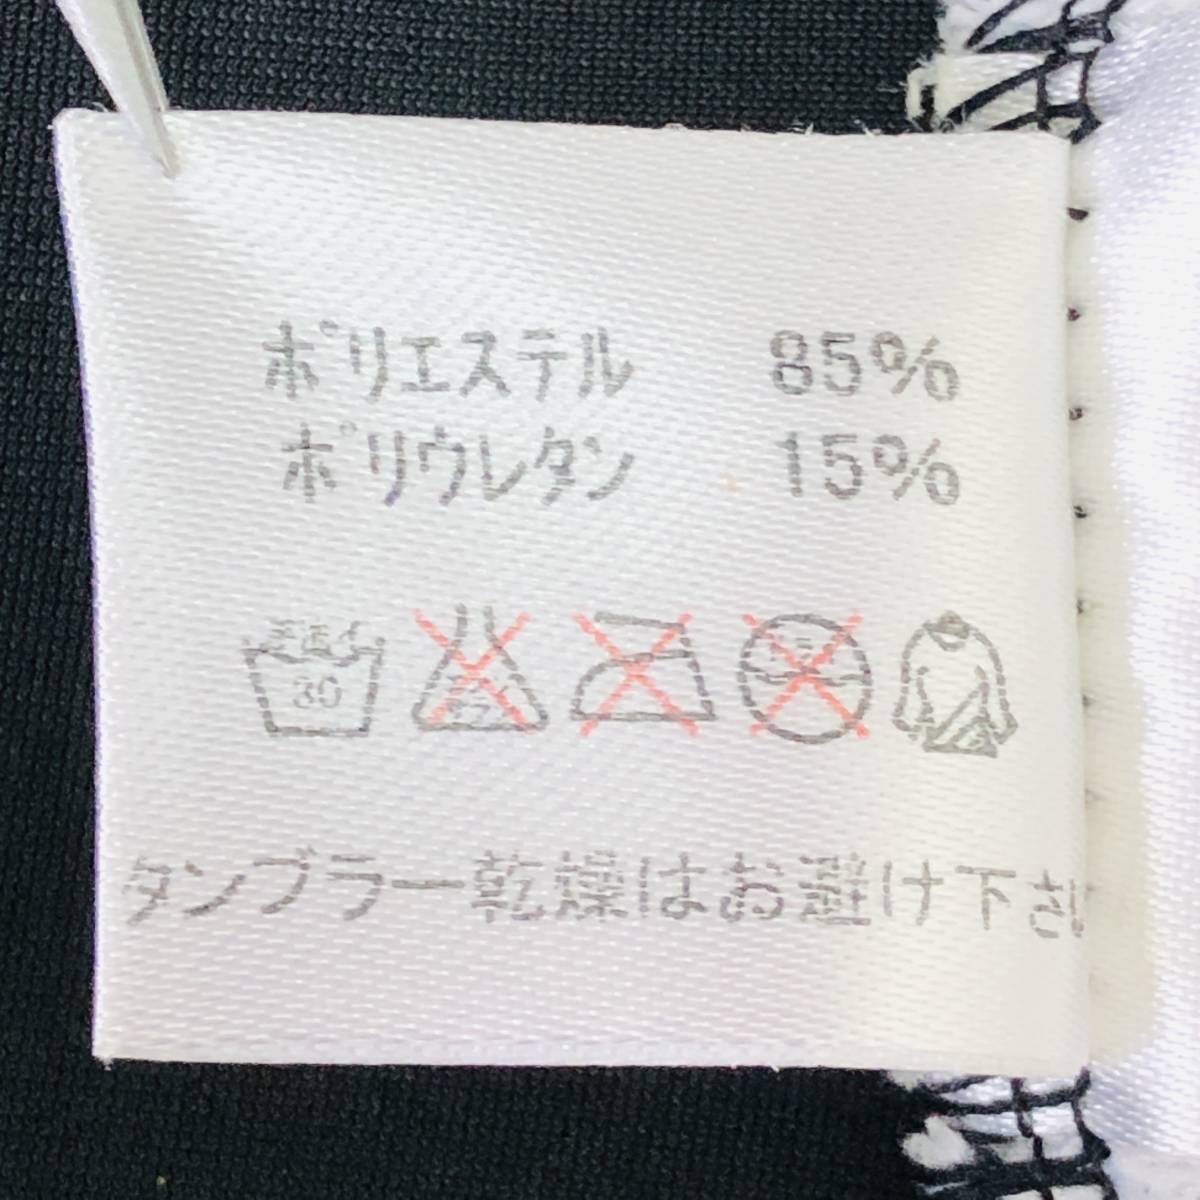 ポリエステル 85%
ポリウレタン 15%
30
タンブラー乾燥はお避け下さ